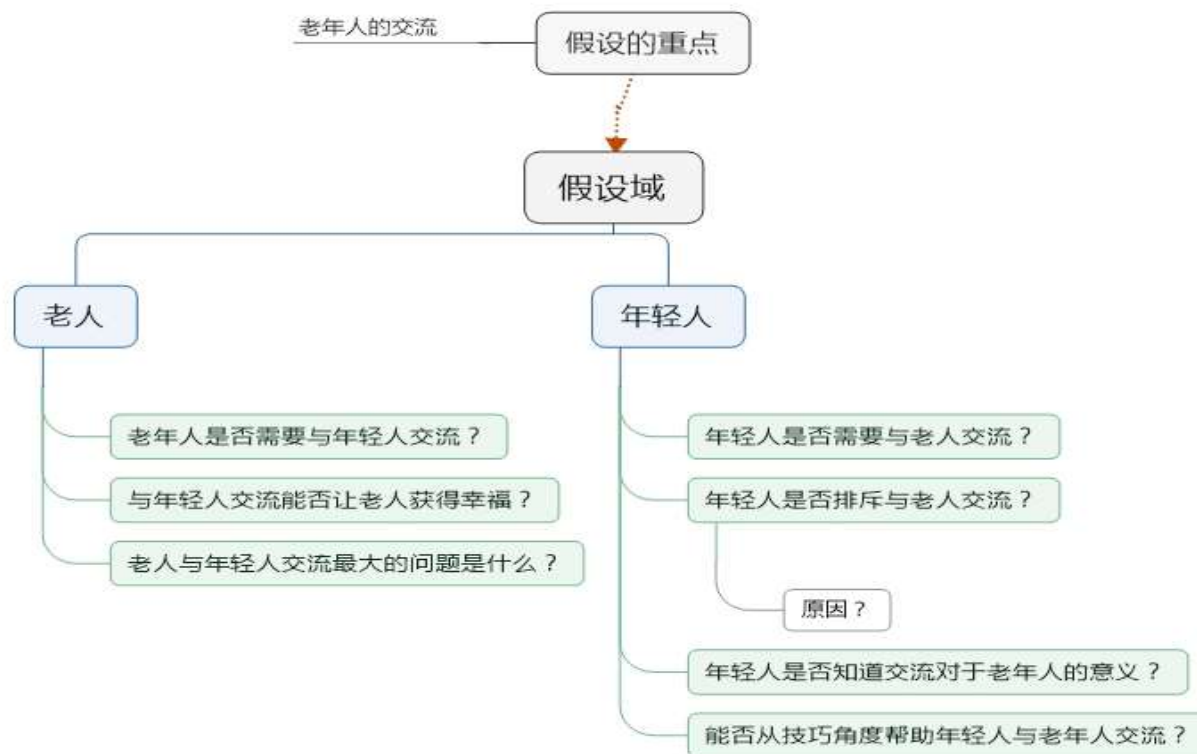 老年人的交流
假设的重点
假设域
老人
年轻人
老年人是否需要与年轻人交流？
与年轻人交流能否让老人获得幸福？
老人与年轻人交流最大的问题是什么？
年轻人是否需要与老人交流？
年轻人是否排斥与老人交流？
原因？
年轻人是否知道交流对于老年人的意义？
能否从技巧角度帮助年轻人与老年人交流？